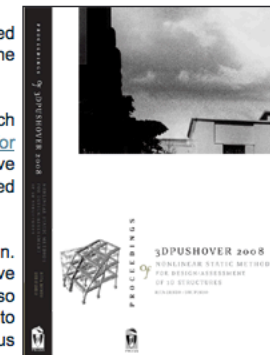 ed
ne
ch
or
ve
ed
n.
ve
so
to
us
PROCEEDINGS
of 3DPUSHOVER 2008
PROCEEDINGS
of
3DPUSHOVER 2008
NONLINEAR STATIC METHODS
FOR DESIGN/ASSESSMENT
OF 3D STRUCTURES